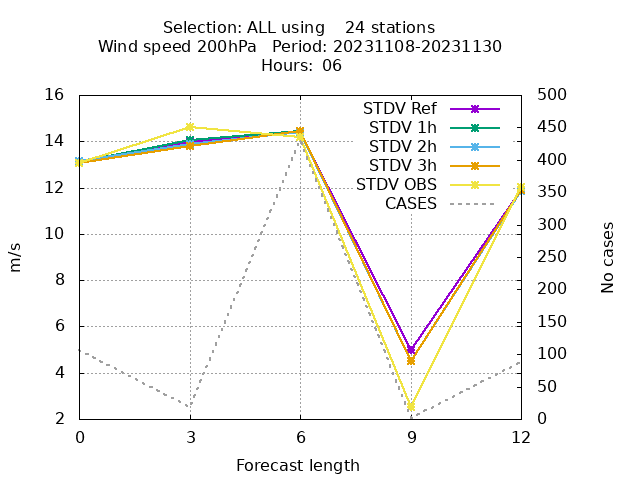 Selection: ALL using    24 stations
Wind speed 200hPa   Period: 20231108-20231130
Hours: 06
STDV Ref
STDV 1h
STDV 2h
STDV 3h
STDV OBS
CASES
16
14
12
10
8
6
4
2
500
450
400
350
300
250
200
150
100
50
0
m/s
No cases
0 3 6 9 12
Forecast length